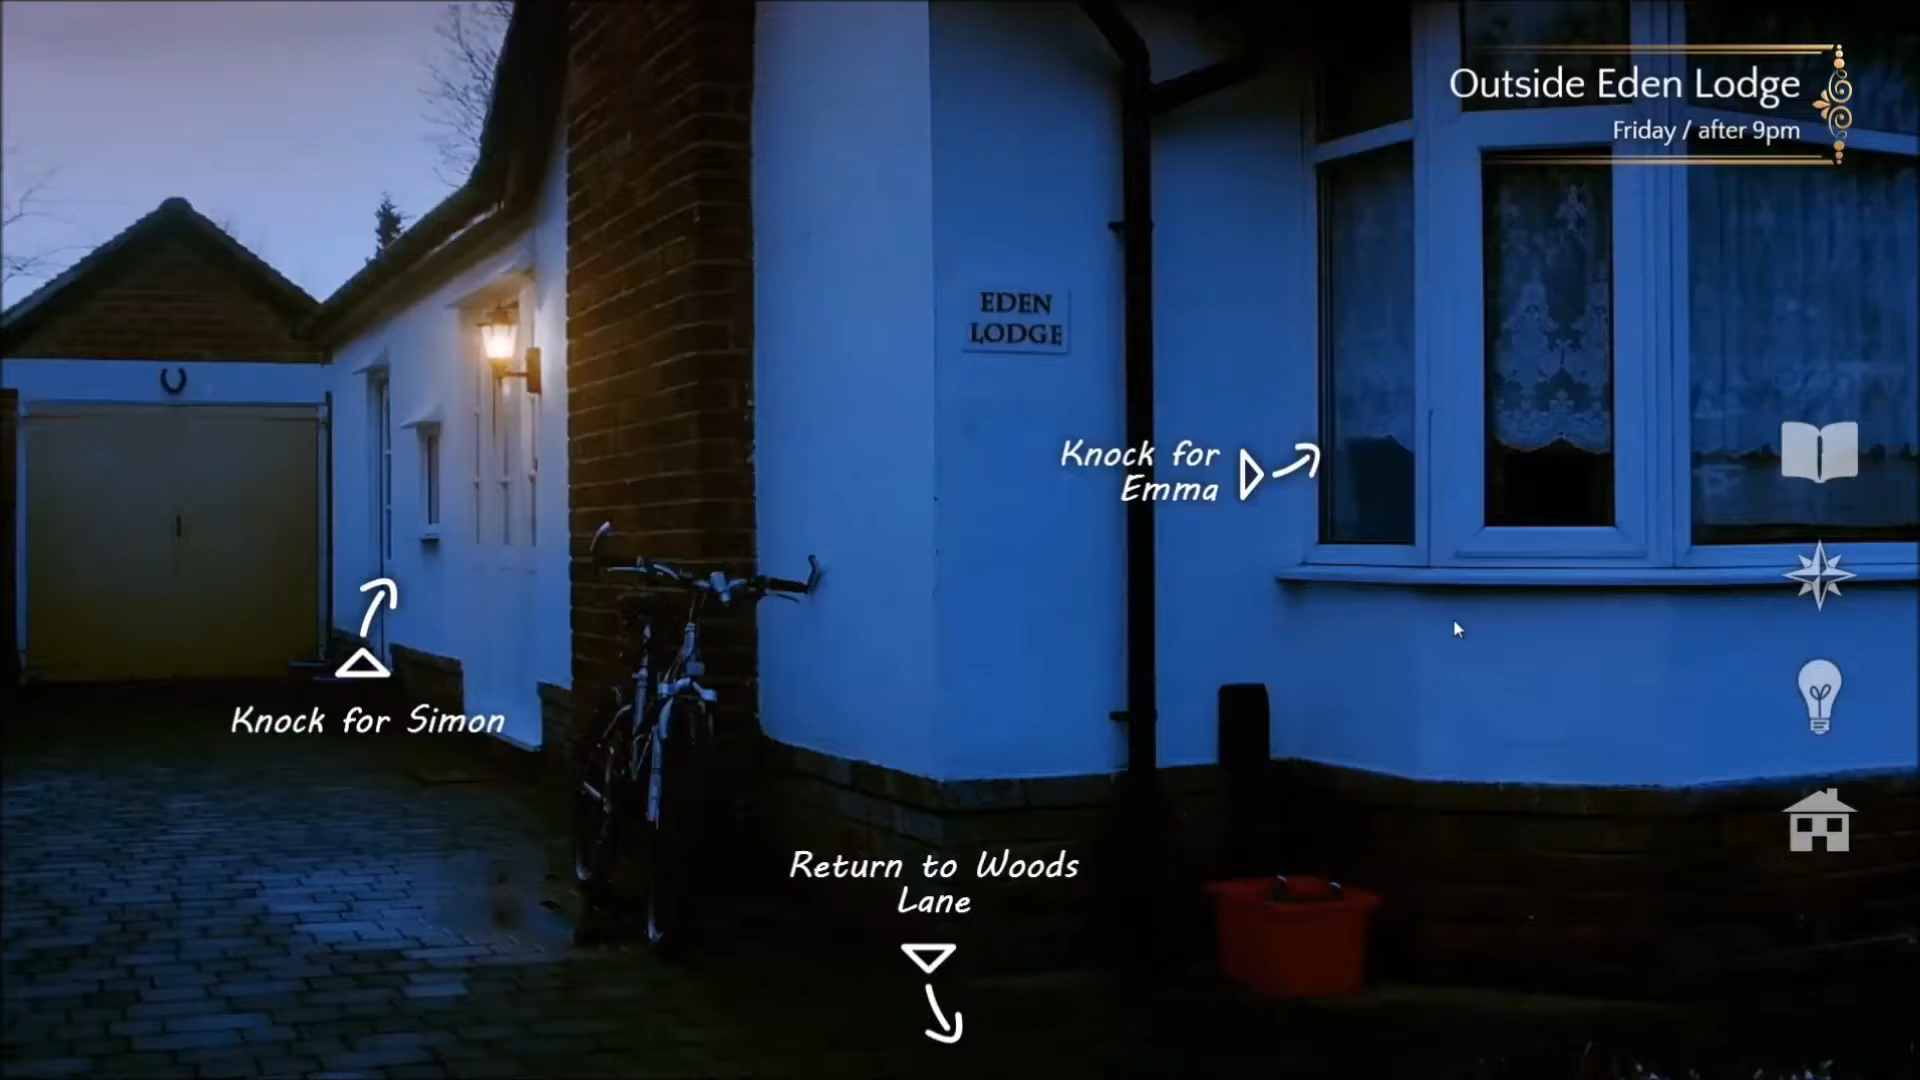 Outside Eden Lodge
Friday / after 9pm
EDEN
LODGE
Knock for
Emma
Knock for Simon
Return to Woods
Lane